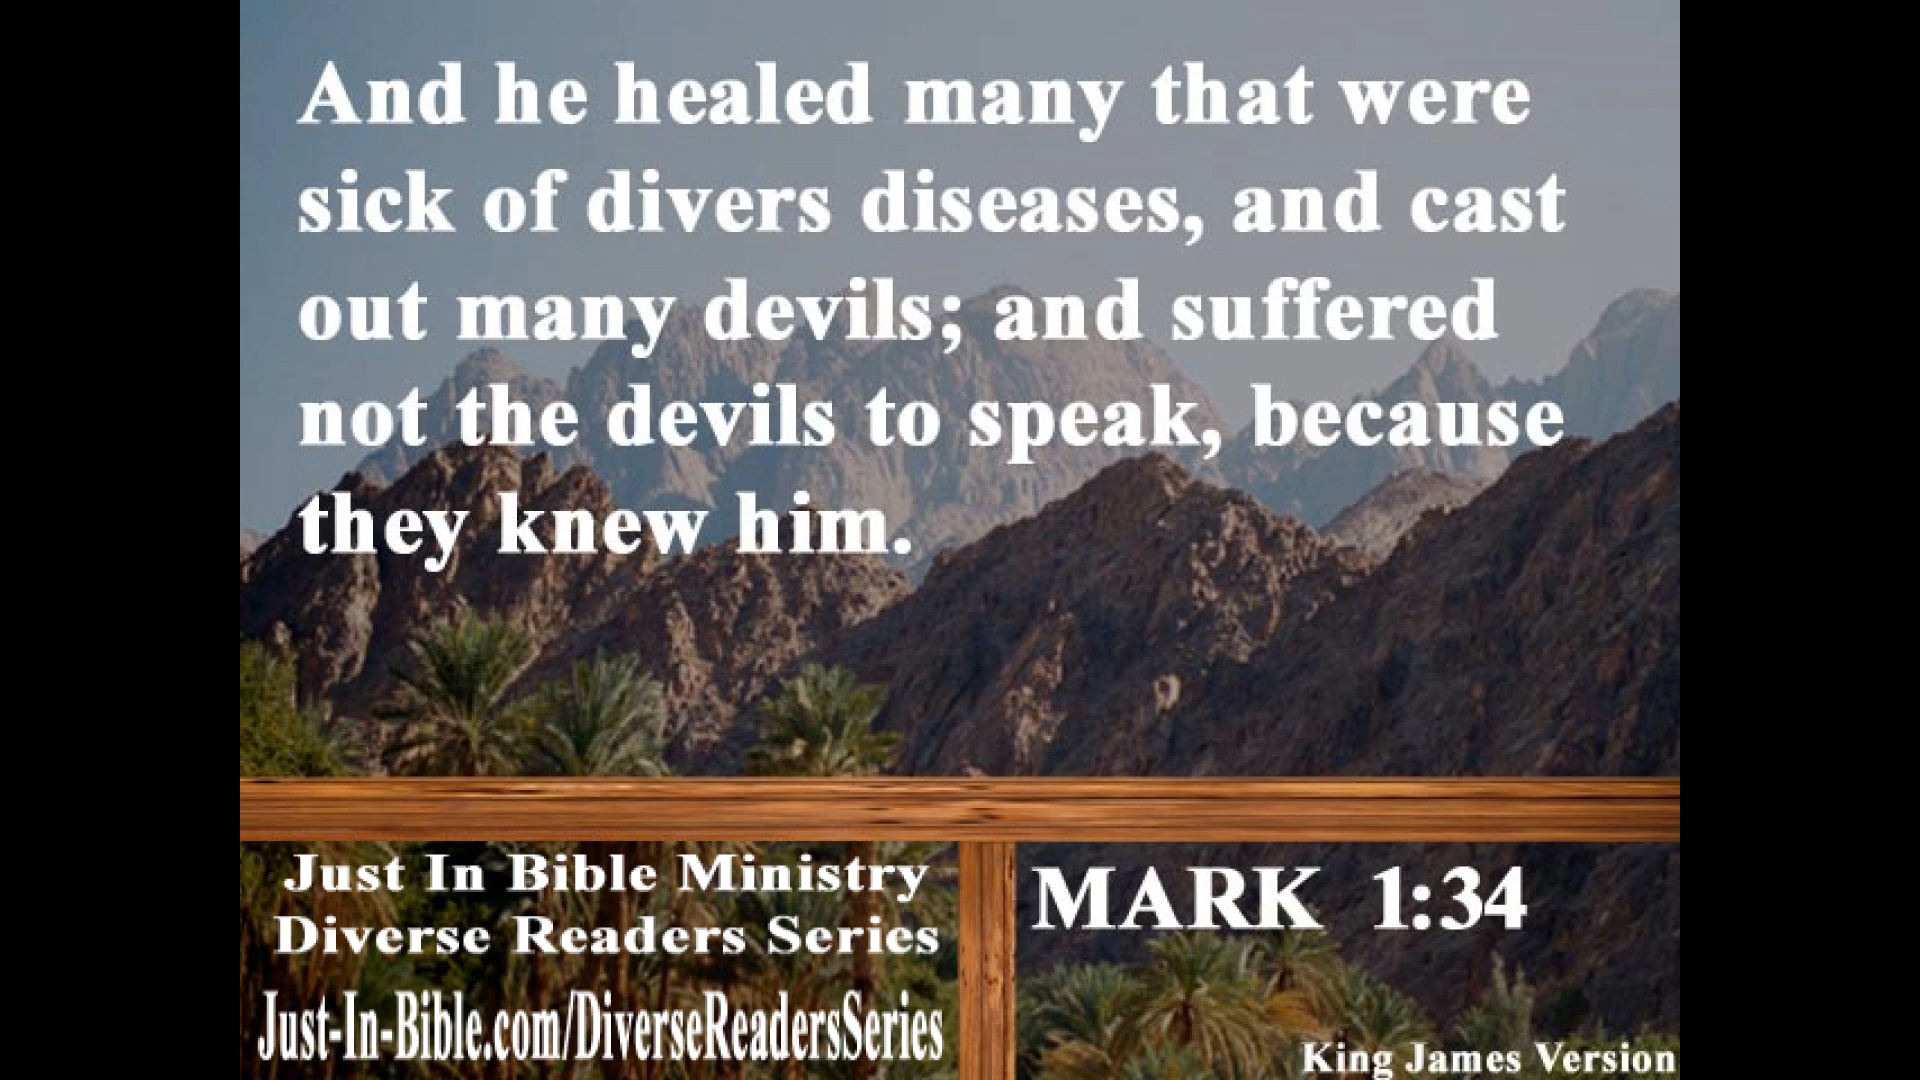 And he healed many that were
sick of divers diseases, and cast
out many devils; and suffered
not the devils to speak, because
they knew him.
Just In Bible Ministry
Diverse Readers Series
Just-In-Bible.com/DiverseReadersSeries
MARK 1:34
King James Version